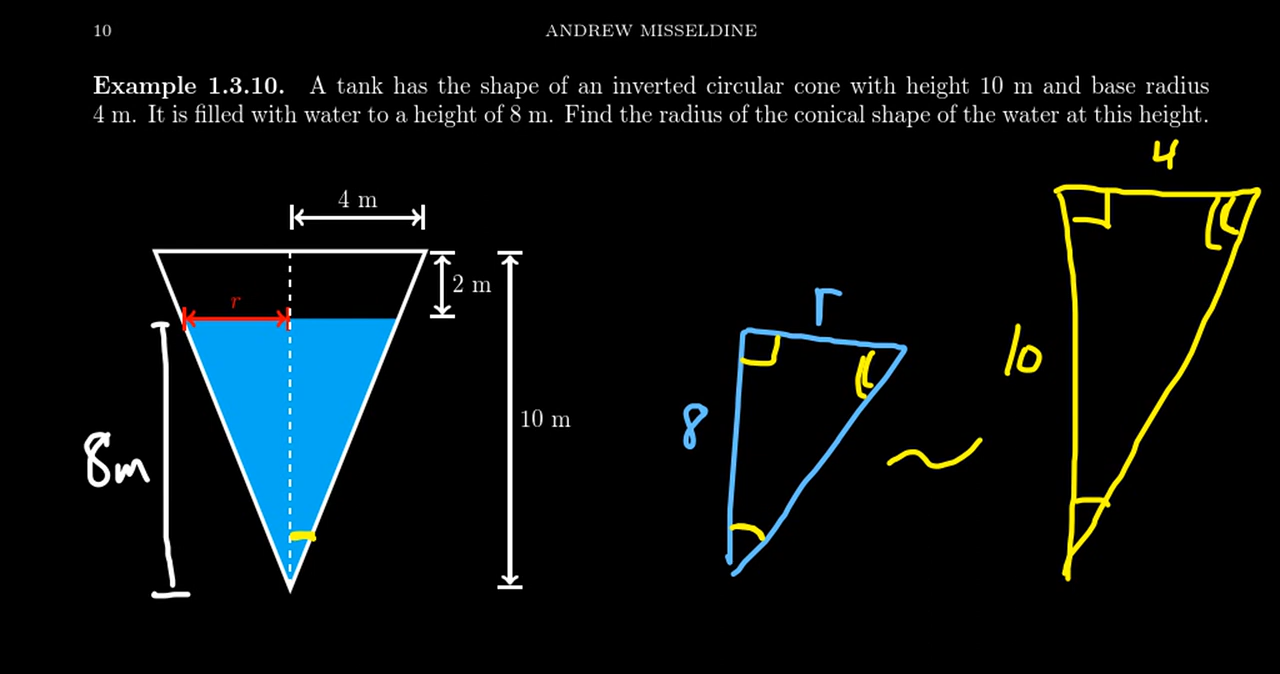 10 ANDREW MISSELDINE
Example 1.3.10. A tank has the shape of an inverted circular cone with height 10 m and base radius
4 m. It is filled with water to a height of 8 m. Find the radius of the conical shape of the water at this height.
4
4 m
2 m
r
r
10
10 m
8
~
8m